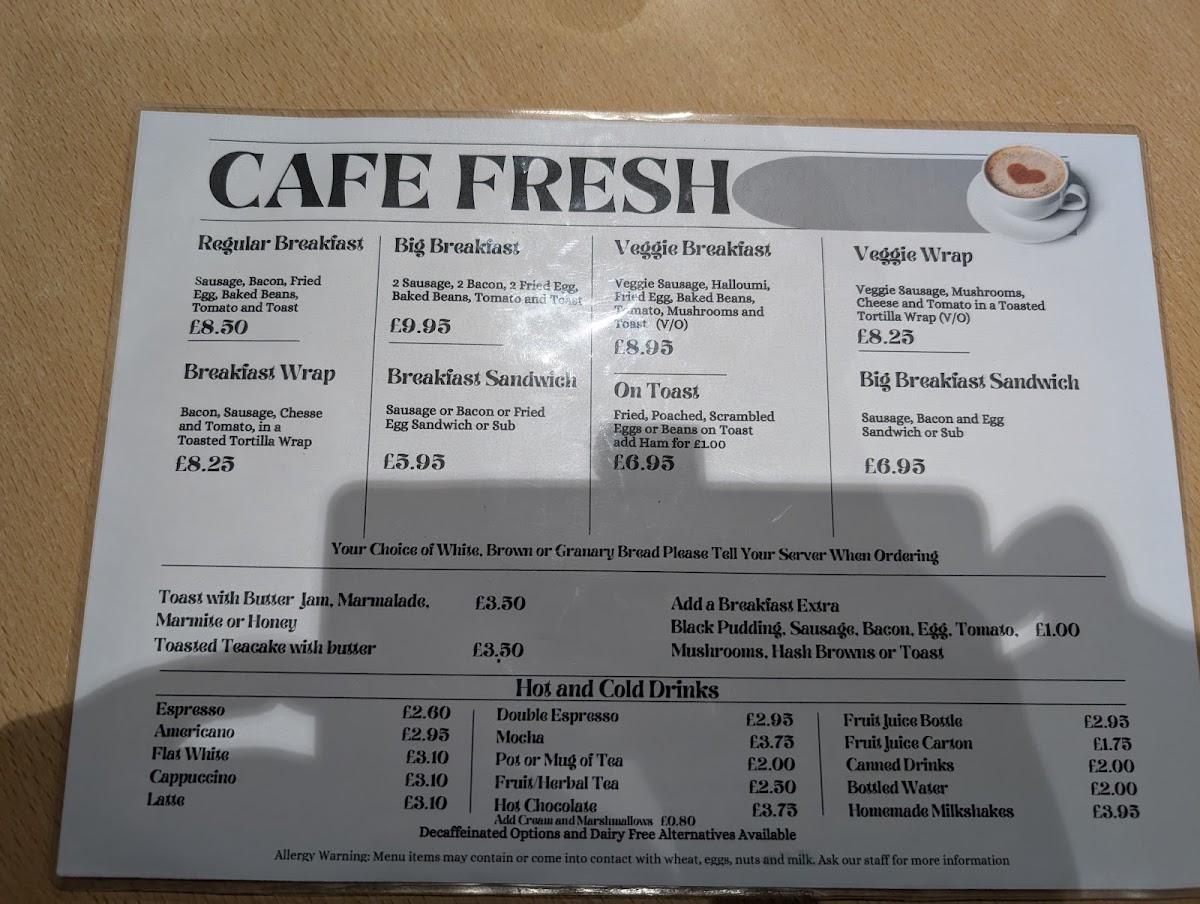 CAFE FRESH
Regular Breakfast
Sausage, Bacon, Fried
Egg, Baked Beans,
Tomato and Toast
£8.50
Big Breakfast
2 Sausage, 2 Bacon, 2 Fried Egg,
Baked Beans, Tomato and Toast
£9.95
Veggie Breakfast
Veggie Sausage, Halloumi,
Fried Egg, Baked Beans,
Tomato, Mushrooms and
Toast (V/O)
£8.95
Veggie Wrap
Veggie Sausage, Mushrooms,
Cheese and Tomato in a Toasted
Tortilla Wrap (V/O)
£8.25
Breakfast Wrap
Bacon, Sausage, Cheese
and Tomato, in a
Toasted Tortilla Wrap
£8.25
Breakfast Sandwich
Sausage or Bacon or Fried
Egg Sandwich or Sub
£5.95
On Toast
Fried, Poached, Scrambled
Eggs or Beans on Toast
add Ham for £1.00
£6.95
Big Breakfast Sandwich
Sausage, Bacon and Egg
Sandwich or Sub
£6.95
Your Choice of White, Brown or Granary Bread Please Tell Your Server When Ordering
Toast with Butter Jam, Marmalade, £3.50
Marmite or Honey
Toasted Teacake with butter £3.50
Add a Breakfast Extra
Black Pudding, Sausage, Bacon, Egg, Tomato, £1.00
Mushrooms, Hash Browns or Toast
Hot and Cold Drinks
Espresso £2.60
Americano £2.95
Flat White £3.10
Cappuccino £3.10
Latte £3.10
Double Espresso £2.95
Mocha £3.75
Pot or Mug of Tea £2.00
Fruit/Herbal Tea £2.50
Hot Chocolate £3.75
Add Cream and Marshmallows £0.80
Fruit Juice Bottle £2.95
Fruit Juice Carton £1.75
Canned Drinks £2.00
Bottled Water £2.00
Homemade Milkshakes £3.95
Decaffeinated Options and Dairy Free Alternatives Available
Allergy Warning: Menu items may contain or come into contact with wheat, eggs, nuts and milk. Ask our staff for more information